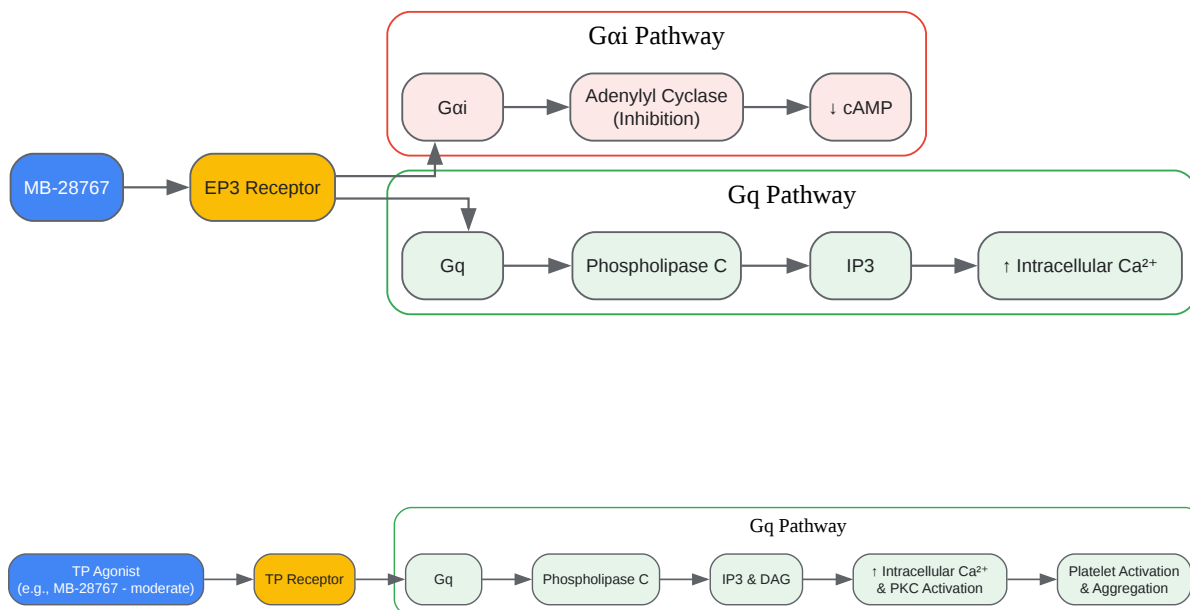 Gαi Pathway
Gαi
Adenylyl Cyclase
(Inhibition)
↓ cAMP
MB-28767
EP3 Receptor
Gq Pathway
Gq
Phospholipase C
IP3
↑ Intracellular Ca²⁺
Gq Pathway
TP Agonist
(e.g., MB-28767 - moderate)
TP Receptor
Gq
Phospholipase C
IP3 & DAG
↑ Intracellular Ca²⁺
& PKC Activation
Platelet Activation
& Aggregation